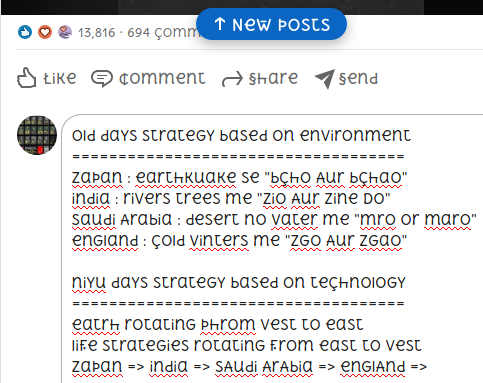 ↑ New posts
13,816 · 694 comm
Like Comment Share Send
old days strategy based on environment
===================================
zapan : earthkuake se "bcho aur bchao"
india : rivers trees me "zio aur zine do"
saudi arabia : desert no vater me "mro or maro"
england : cold vinters me "zgo aur zgao"
niyu days strategy based on technology
===================================
eatrh rotating phrom vest to east
life strategies rotating from east to vest
zapan => india => saudi arabia => england =>